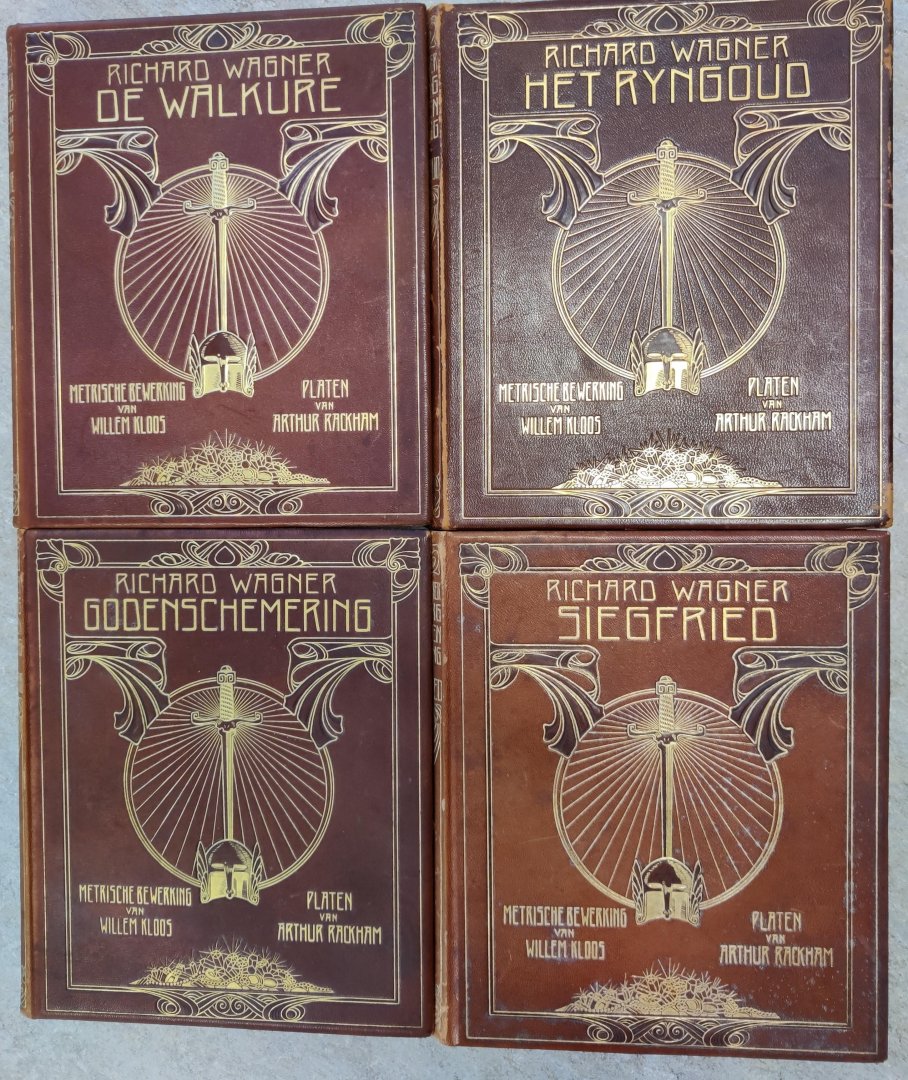 RICHARD WAGNER
DE WALKURE
METRISCHE BEWERKING
VAN
WILLEM KLOOS
PLATEN
VAN
ARTHUR RACKHAM
RICHARD WAGNER
HET RYNGOUD
METRISCHE BEWERKING
VAN
WILLEM KLOOS
PLATEN
VAN
ARTHUR RACKHAM
RICHARD WAGNER
GODENSCHEMERING
METRISCHE BEWERKING
VAN
WILLEM KLOOS
PLATEN
VAN
ARTHUR RACKHAM
RICHARD WAGNER
SIEGFRIED
METRISCHE BEWERKING
VAN
WILLEM KLOOS
PLATEN
VAN
ARTHUR RACKHAM